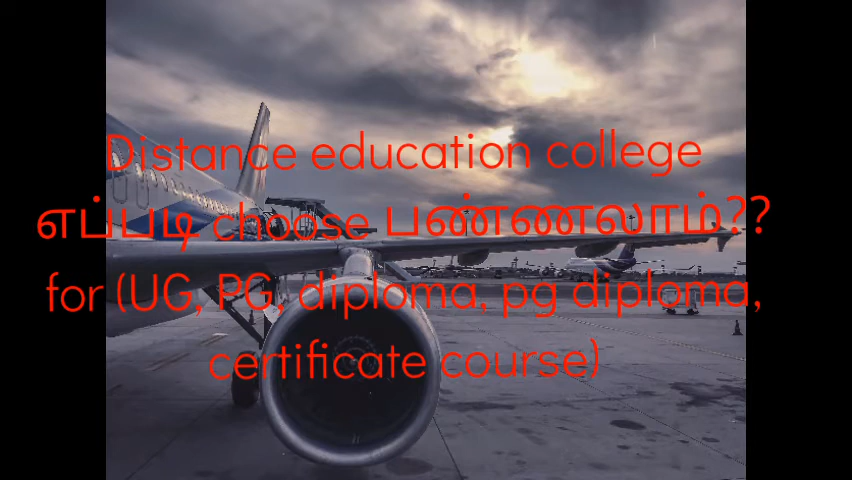 Distance education college
எப்படி choose பண்ணலாம்??
for (UG, PG, diploma, pg diploma,
certificate course)